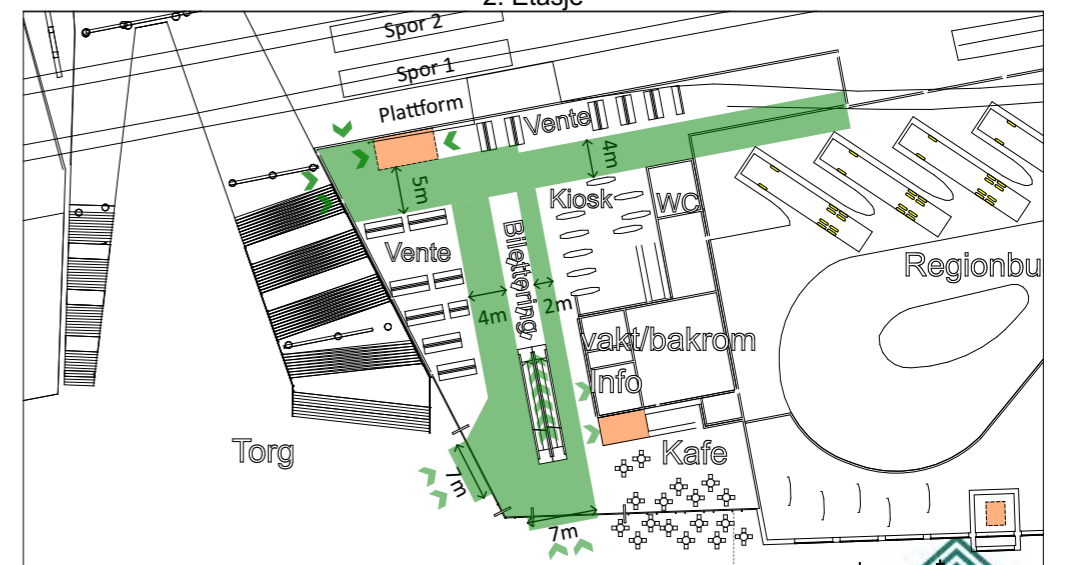 2. Etasje
Spor 2
Spor 1
Plattform
Vente
4m
5m
Kiosk
WC
Vente
Billettering
Regionbu
4m
2m
vakt/bakrom
Info
Torg
Kafe
7m
7m